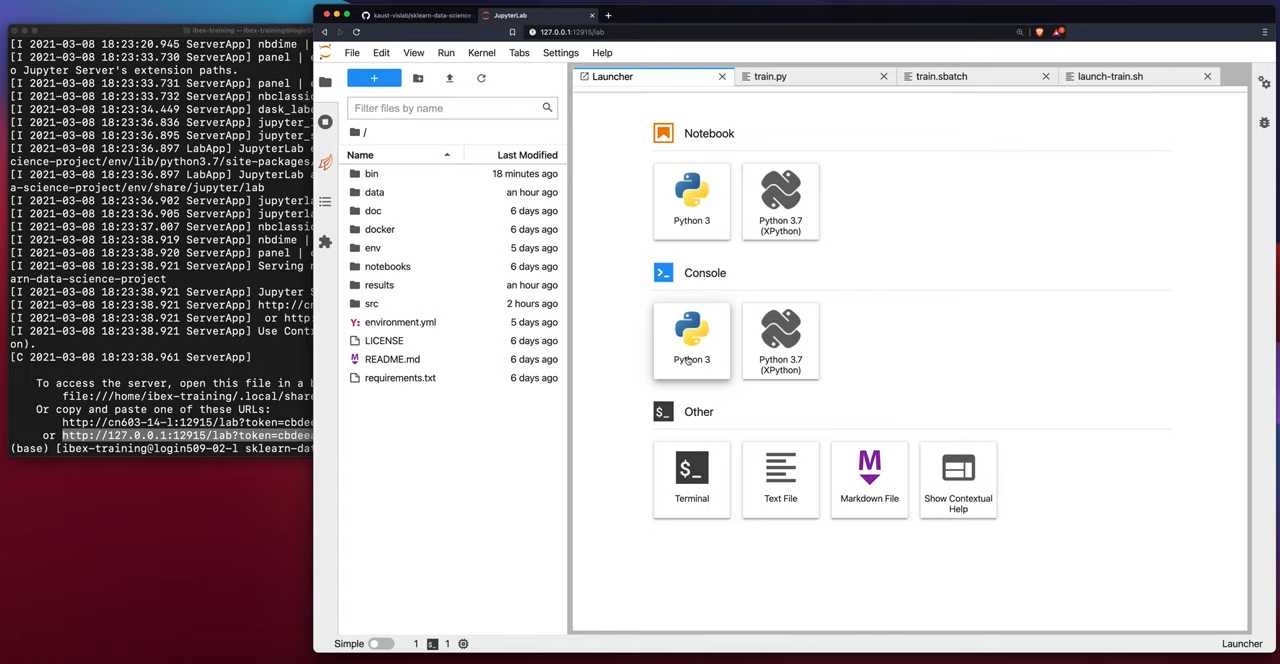 ibex-training — ibex-training@login5
[I 2021-03-08 18:23:20.945 ServerApp] nbdime |
[I 2021-03-08 18:23:33.730 ServerApp] panel | e
o Jupyter Server's extension paths.
[I 2021-03-08 18:23:33.731 ServerApp] panel | e
[I 2021-03-08 18:23:33.732 ServerApp] nbclassic
[I 2021-03-08 18:23:34.449 ServerApp] dask_lab
[I 2021-03-08 18:23:36.836 ServerApp] jupyter_
[I 2021-03-08 18:23:36.895 ServerApp] jupyter_s
[I 2021-03-08 18:23:36.897 LabApp] JupyterLab e
cience-project/env/lib/python3.7/site-packages/
[I 2021-03-08 18:23:36.897 LabApp] JupyterLab a
a-science-project/env/share/jupyter/lab
[I 2021-03-08 18:23:36.902 ServerApp] jupyterla
[I 2021-03-08 18:23:36.905 ServerApp] jupyterla
[I 2021-03-08 18:23:37.007 ServerApp] nbclassic
[I 2021-03-08 18:23:38.919 ServerApp] nbdime |
[I 2021-03-08 18:23:38.920 ServerApp] panel | e
[I 2021-03-08 18:23:38.921 ServerApp] Serving n
arn-data-science-project
[I 2021-03-08 18:23:38.921 ServerApp] Jupyter S
[I 2021-03-08 18:23:38.921 ServerApp] http://cn
[I 2021-03-08 18:23:38.921 ServerApp]  or http:
[I 2021-03-08 18:23:38.921 ServerApp] Use Contr
on).
[C 2021-03-08 18:23:38.961 ServerApp]
To access the server, open this file in a b
file:///home/ibex-training/.local/share
Or copy and paste one of these URLs:
http://cn603-14-l:12915/lab?token=cbdee
or http://127.0.0.1:12915/lab?token=cbdeea
(base) [ibex-training@login509-02-l sklearn-dat
kaust-vislab/sklearn-data-science
JupyterLab
127.0.0.1:12915/lab
File Edit View Run Kernel Tabs Settings Help
Filter files by name
/
Name Last Modified
bin 18 minutes ago
data an hour ago
doc 6 days ago
docker 6 days ago
env 5 days ago
notebooks 6 days ago
results an hour ago
src 2 hours ago
environment.yml 5 days ago
LICENSE 6 days ago
README.md 6 days ago
requirements.txt 6 days ago
Launcher train.py train.sbatch launch-train.sh
Notebook
Python 3
Python 3.7
(XPython)
Console
Python 3
Python 3.7
(XPython)
Other
Terminal
Text File
Markdown File
Show Contextual
Help
Simple 1 1 Launcher